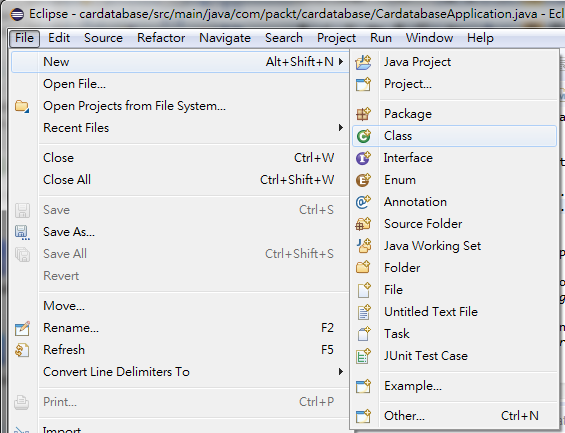 Eclipse - cardatabase/src/main/java/com/packt/cardatabase/CardatabaseApplication.java - Ecl
File Edit Source Refactor Navigate Search Project Run Window Help
New Alt+Shift+N
Open File...
Open Projects from File System...
Recent Files
Close Ctrl+W
Close All Ctrl+Shift+W
Save Ctrl+S
Save As...
Save All Ctrl+Shift+S
Revert
Move...
Rename... F2
Refresh F5
Convert Line Delimiters To
Print... Ctrl+P
Import...
Java Project
Project...
Package
Class
Interface
Enum
Annotation
Source Folder
Java Working Set
Folder
File
Untitled Text File
Task
JUnit Test Case
Example...
Other... Ctrl+N